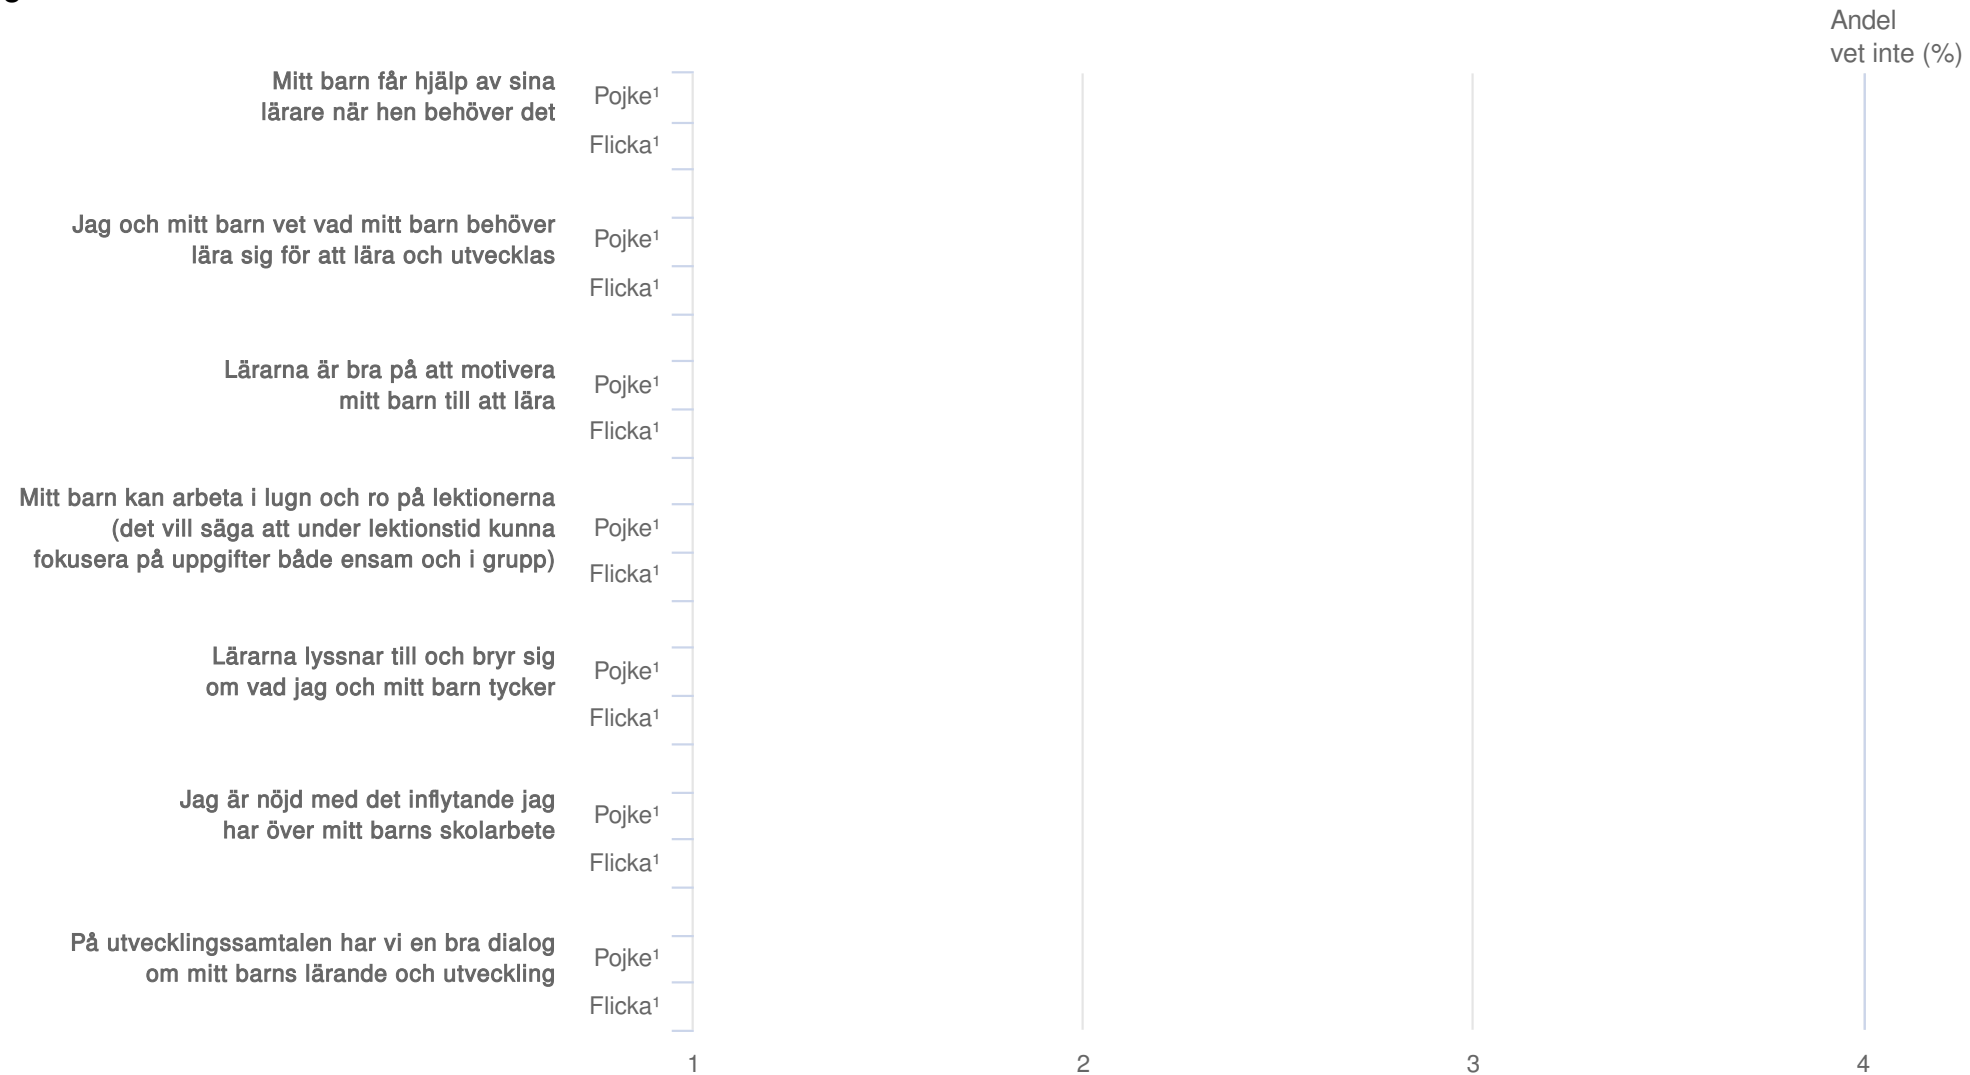 Andel
vet inte (%)
Mitt barn får hjälp av sina
lärare när hen behöver det
Pojke¹
Flicka¹
Jag och mitt barn vet vad mitt barn behöver
lära sig för att lära och utvecklas
Pojke¹
Flicka¹
Lärarna är bra på att motivera
mitt barn till att lära
Pojke¹
Flicka¹
Mitt barn kan arbeta i lugn och ro på lektionerna
(det vill säga att under lektionstid kunna
fokusera på uppgifter både ensam och i grupp)
Pojke¹
Flicka¹
Lärarna lyssnar till och bryr sig
om vad jag och mitt barn tycker
Pojke¹
Flicka¹
Jag är nöjd med det inflytande jag
har över mitt barns skolarbete
Pojke¹
Flicka¹
På utvecklingssamtalen har vi en bra dialog
om mitt barns lärande och utveckling
Pojke¹
Flicka¹
1 2 3 4